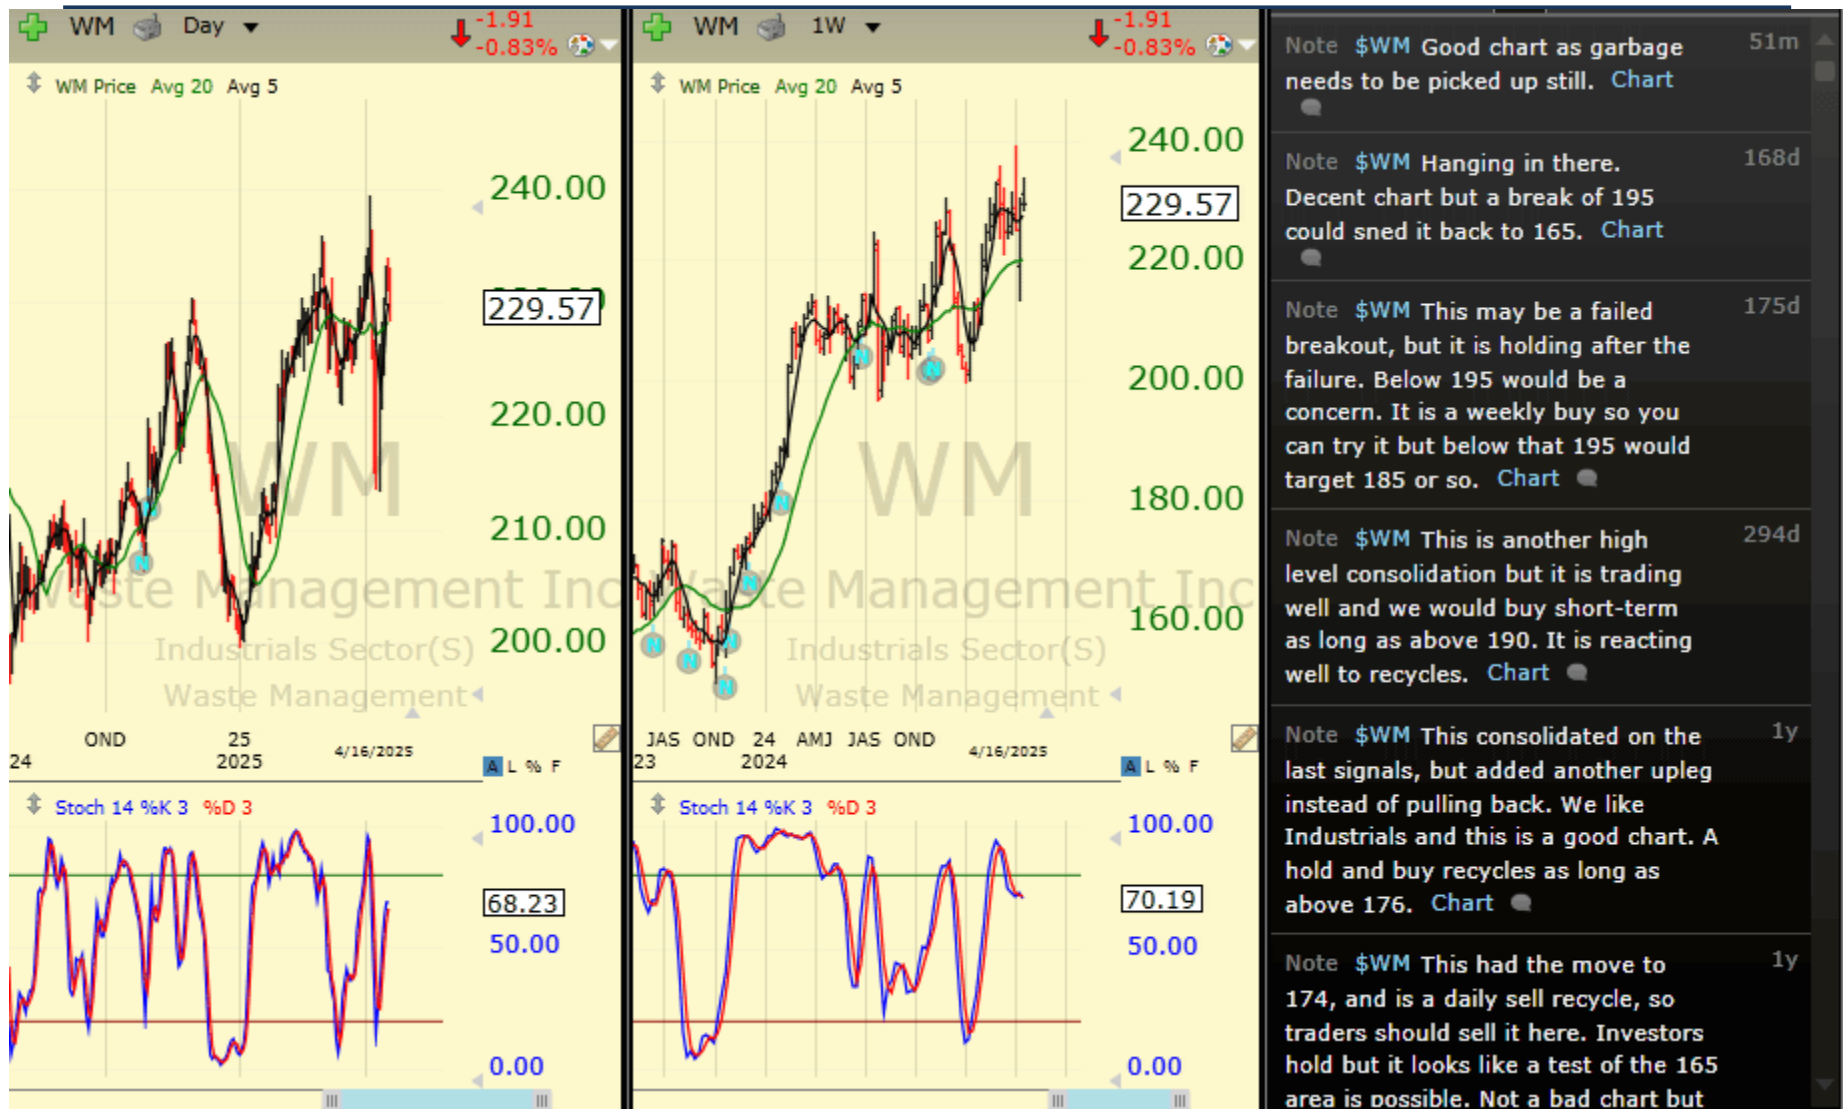 WM Day
-1.91
-0.83%
WM Price Avg 20 Avg 5
240.00
229.57
220.00
210.00
200.00
WM
Waste Management Inc
Industrials Sector(S)
Waste Management
OND 25
24 2025 4/16/2025
A L % F
Stoch 14 %K 3 %D 3
100.00
68.23
50.00
0.00
N
N
WM 1W
-1.91
-0.83%
WM Price Avg 20 Avg 5
240.00
229.57
220.00
200.00
180.00
160.00
WM
Waste Management Inc
Industrials Sector(S)
Waste Management
N
N
N
N
N
N
N
N
JAS OND 24 AMJ JAS OND
23 2024 4/16/2025
A L % F
Stoch 14 %K 3 %D 3
100.00
70.19
50.00
0.00
Note $WM Good chart as garbage 51m
needs to be picked up still. Chart
Note $WM Hanging in there. 168d
Decent chart but a break of 195
could sned it back to 165. Chart
Note $WM This may be a failed 175d
breakout, but it is holding after the
failure. Below 195 would be a
concern. It is a weekly buy so you
can try it but below that 195 would
target 185 or so. Chart
Note $WM This is another high 294d
level consolidation but it is trading
well and we would buy short-term
as long as above 190. It is reacting
well to recycles. Chart
Note $WM This consolidated on the 1y
last signals, but added another upleg
instead of pulling back. We like
Industrials and this is a good chart. A
hold and buy recycles as long as
above 176. Chart
Note $WM This had the move to 1y
174, and is a daily sell recycle, so
traders should sell it here. Investors
hold but it looks like a test of the 165
area is possible. Not a bad chart but